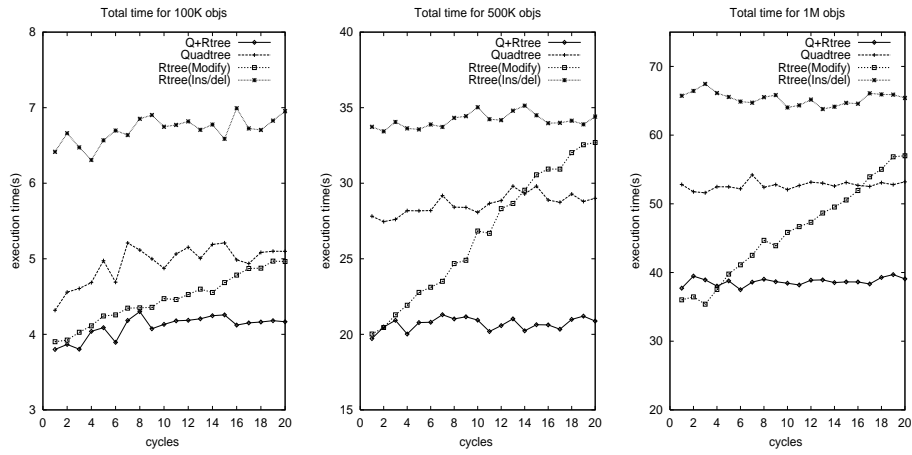 Total time for 100K objs
8
7
6
5
4
3
execution time(s)
Q+Rtree
Quadtree
Rtree(Modify)
Rtree(Ins/del)
0 2 4 6 8 10 12 14 16 18 20
cycles
Total time for 500K objs
40
35
30
25
20
15
execution time(s)
Q+Rtree
Quadtree
Rtree(Modify)
Rtree(Ins/del)
0 2 4 6 8 10 12 14 16 18 20
cycles
Total time for 1M objs
70
60
50
40
30
20
execution time(s)
Q+Rtree
Quadtree
Rtree(Modify)
Rtree(Ins/del)
0 2 4 6 8 10 12 14 16 18 20
cycles